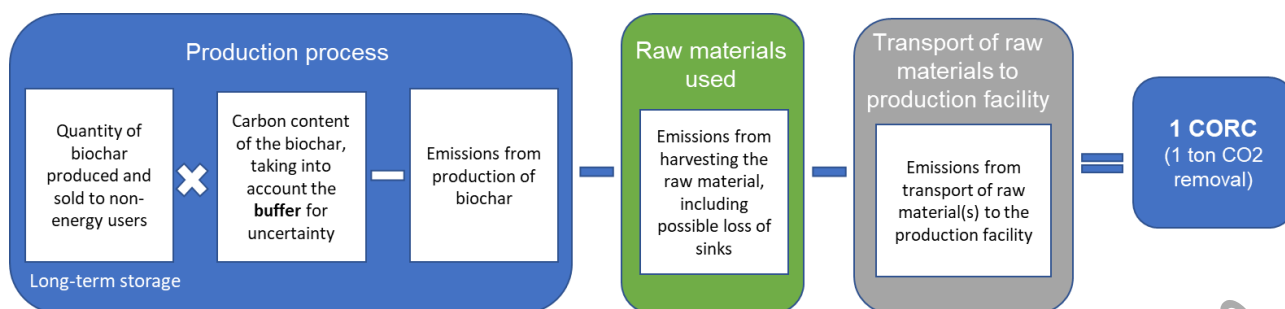 Production process
Quantity of
biochar
produced and
sold to non-
energy users
Carbon content
of the biochar,
taking into
account the
buffer for
uncertainty
Emissions from
production of
biochar
Long-term storage
Raw materials
used
Emissions from
harvesting the
raw material,
including
possible loss of
sinks
Transport of raw
materials to
production facility
Emissions from
transport of raw
material(s) to the
production facility
1 CORC
(1 ton CO2
removal)